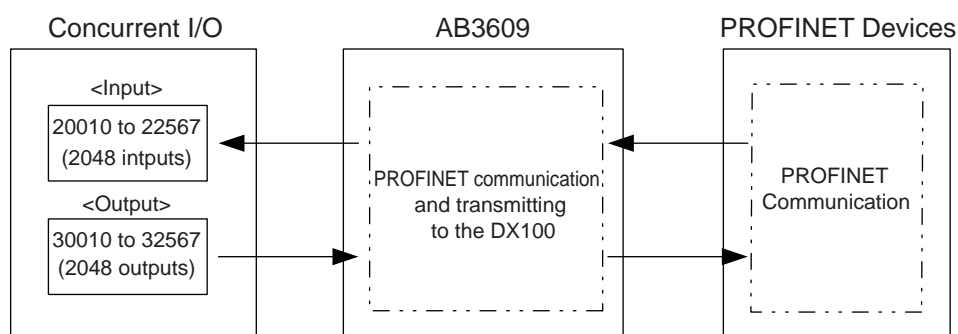 Concurrent I/O
<Input>
20010 to 22567
(2048 intputs)
<Output>
30010 to 32567
(2048 outputs)
AB3609
PROFINET communication
and transmitting
to the DX100
PROFINET Devices
PROFINET
Communication